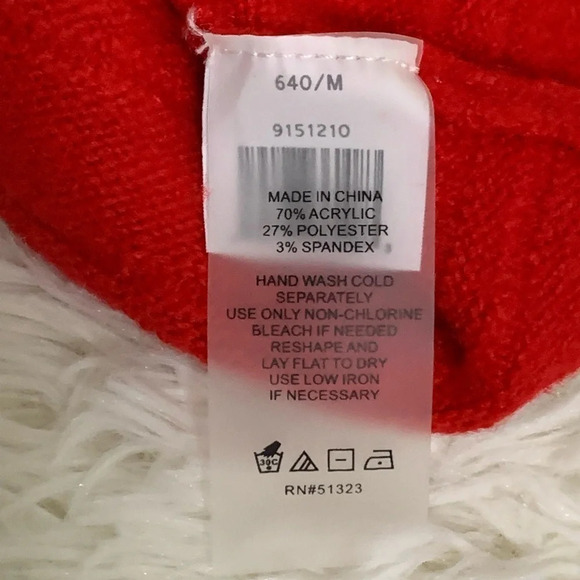 640/M
9151210
MADE IN CHINA
70% ACRYLIC
27% POLYESTER
3% SPANDEX
HAND WASH COLD
SEPARATELY
USE ONLY NON-CHLORINE
BLEACH IF NEEDED
RESHAPE AND
LAY FLAT TO DRY
USE LOW IRON
IF NECESSARY
30C
RN#51323